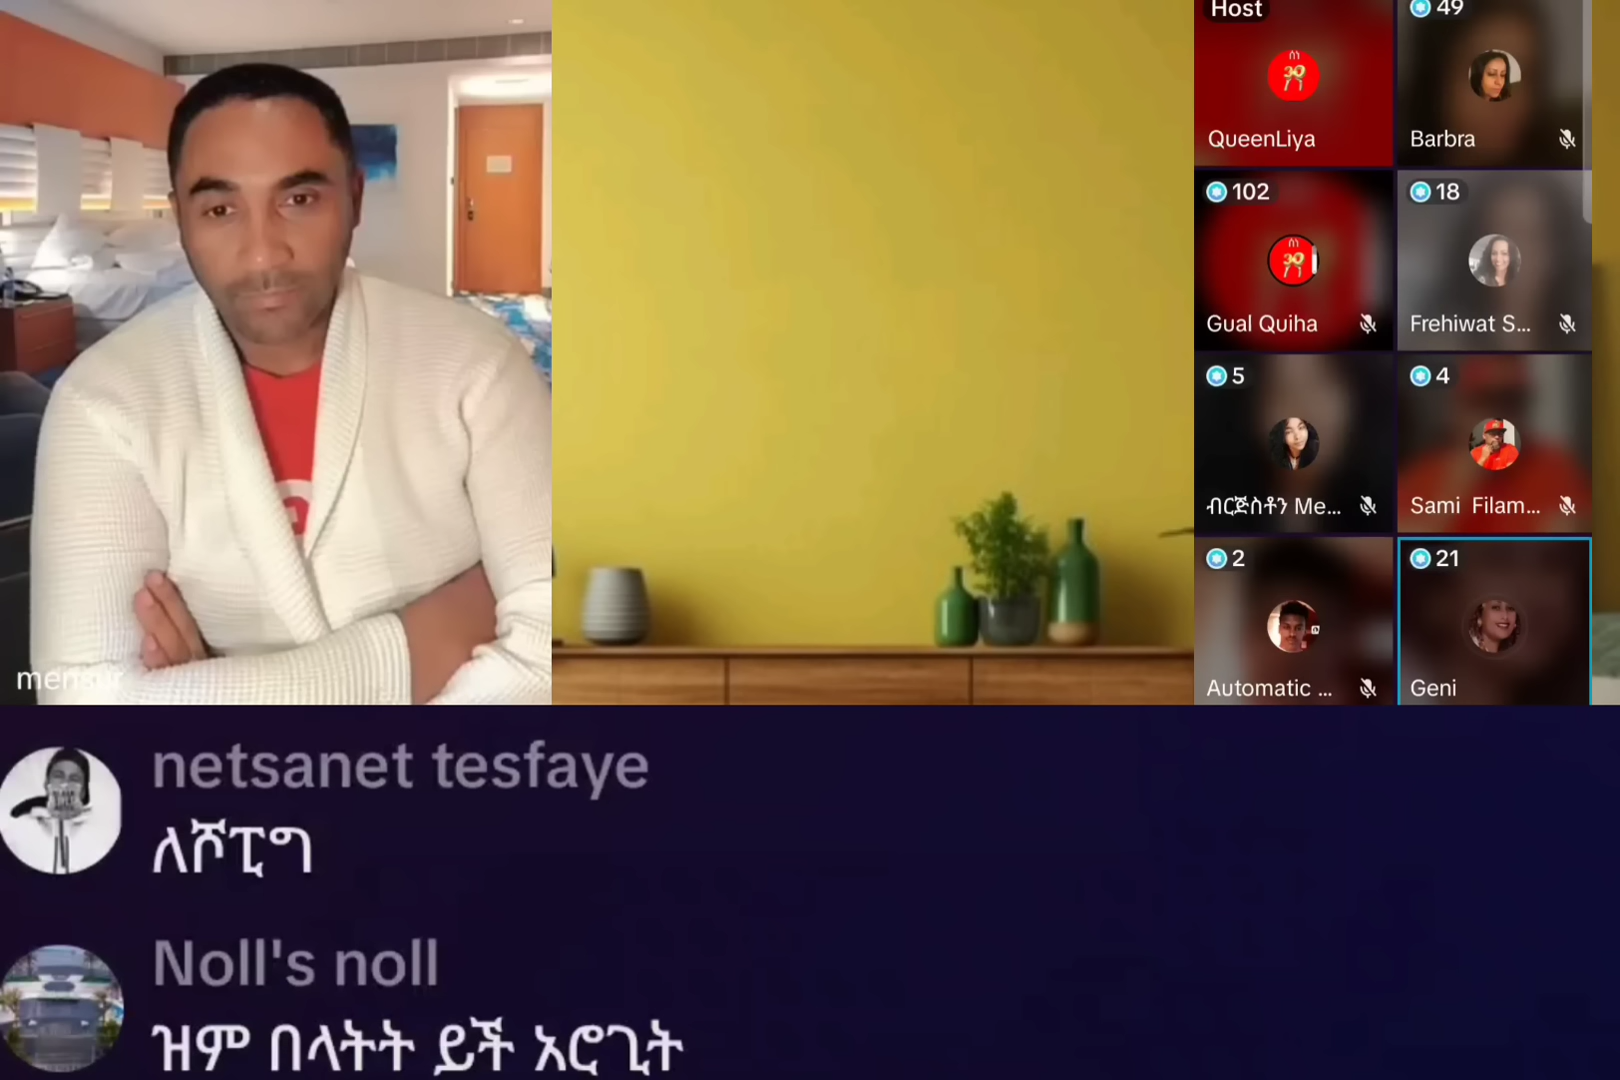 mensur
Host
49
QueenLiya
Barbra
102
18
Gual Quiha
Frehiwat S...
5
4
ብርጅስቶን Me...
Sami Filam...
2
21
Automatic ...
Geni
netsanet tesfaye
ለሾፒግ
Noll's noll
ዝም በላትት ይች አሮጊት